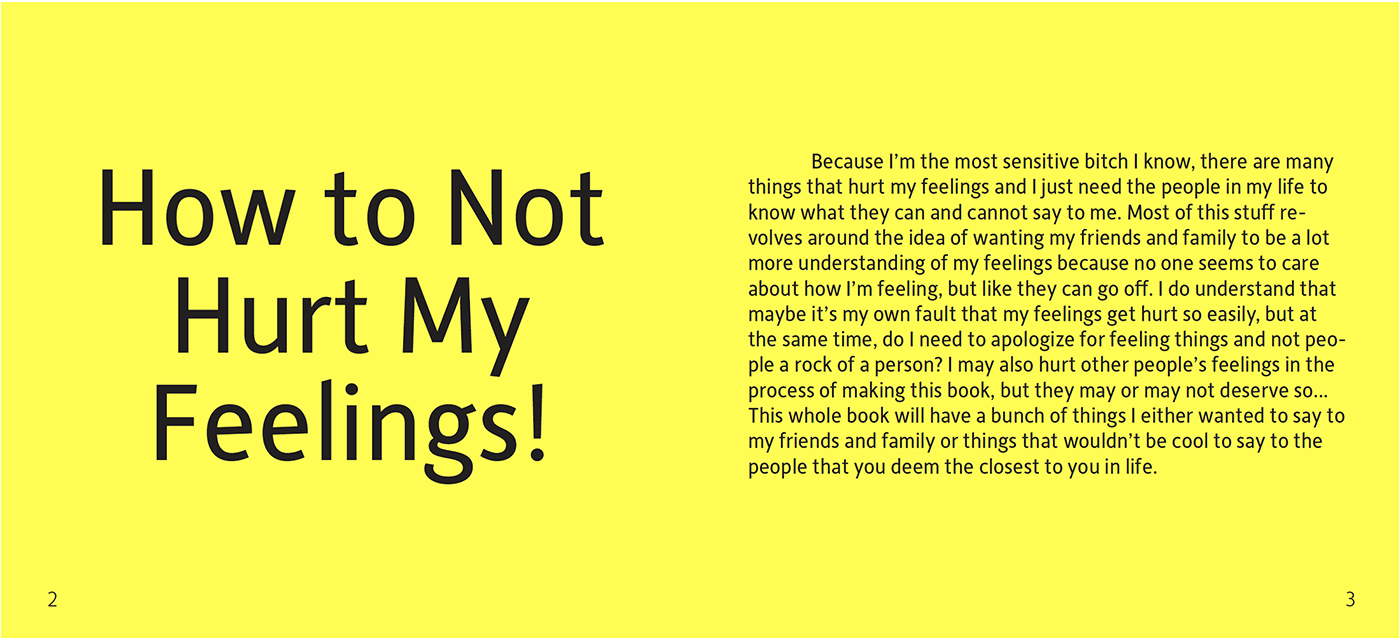 How to Not
Hurt My
Feelings!
2
Because I’m the most sensitive bitch I know, there are many
things that hurt my feelings and I just need the people in my life to
know what they can and cannot say to me. Most of this stuff re-
volves around the idea of wanting my friends and family to be a lot
more understanding of my feelings because no one seems to care
about how I’m feeling, but like they can go off. I do understand that
maybe it’s my own fault that my feelings get hurt so easily, but at
the same time, do I need to apologize for feeling things and not peo-
ple a rock of a person? I may also hurt other people’s feelings in the
process of making this book, but they may or may not deserve so...
This whole book will have a bunch of things I either wanted to say to
my friends and family or things that wouldn’t be cool to say to the
people that you deem the closest to you in life.
3